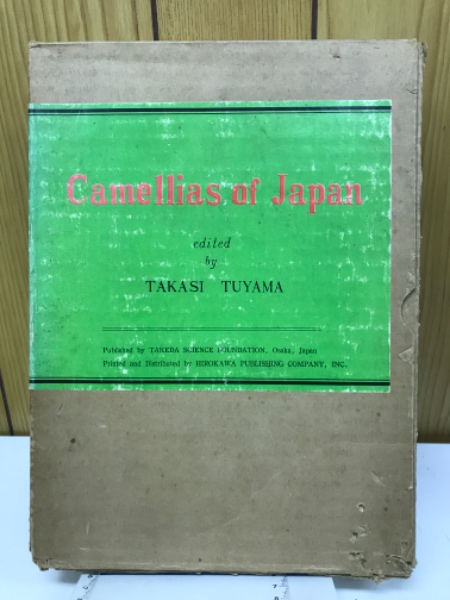 Camellias of Japan
edited
by
TAKASI TUYAMA
Published by TAKEDA SCIENCE FOUNDATION, Osaka, Japan
Printed and Distributed by HIROKAWA PUBLISHING COMPANY, INC.